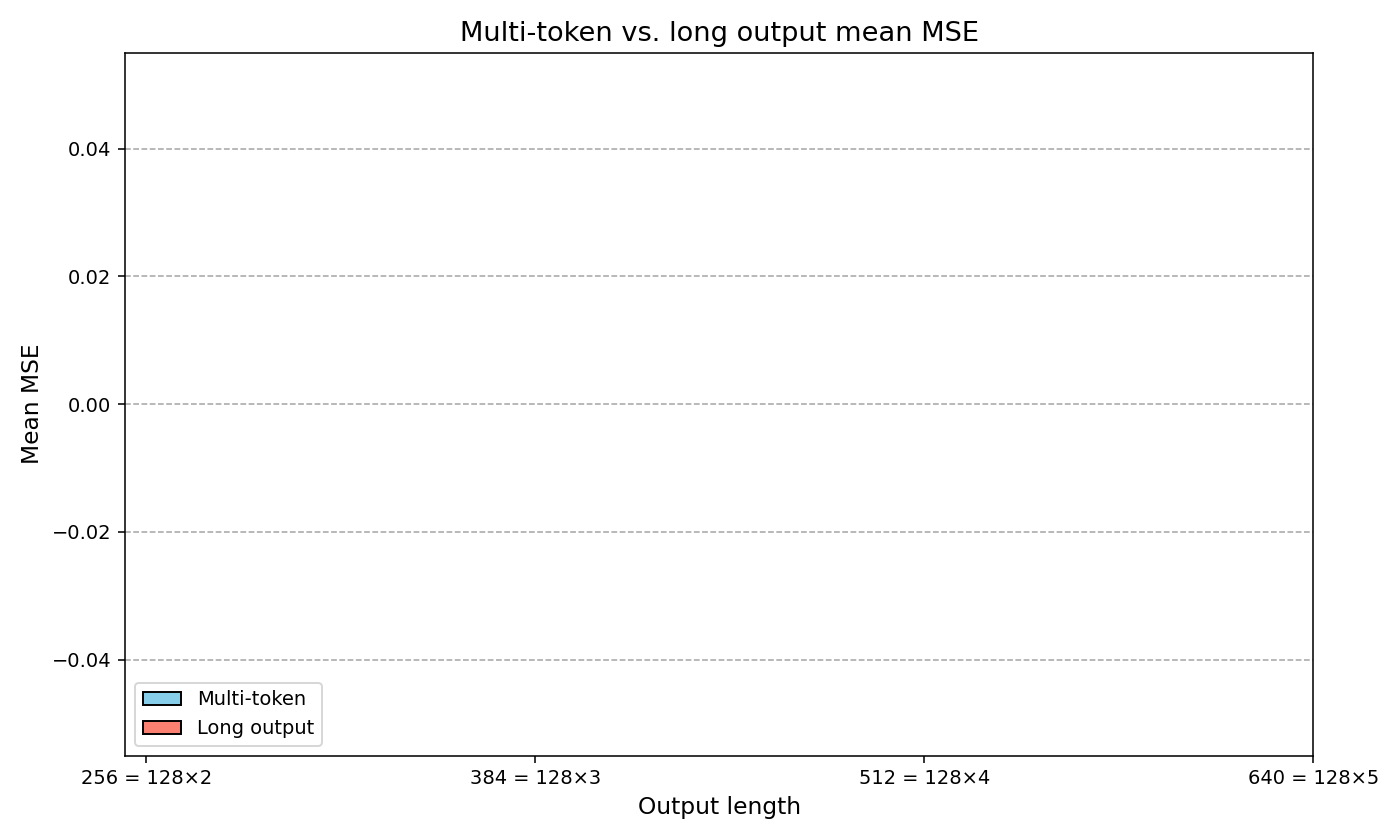 Multi-token vs. long output mean MSE
Mean MSE
0.04
0.02
0.00
−0.02
−0.04
Multi-token
Long output
256 = 128×2
384 = 128×3
512 = 128×4
640 = 128×5
Output length